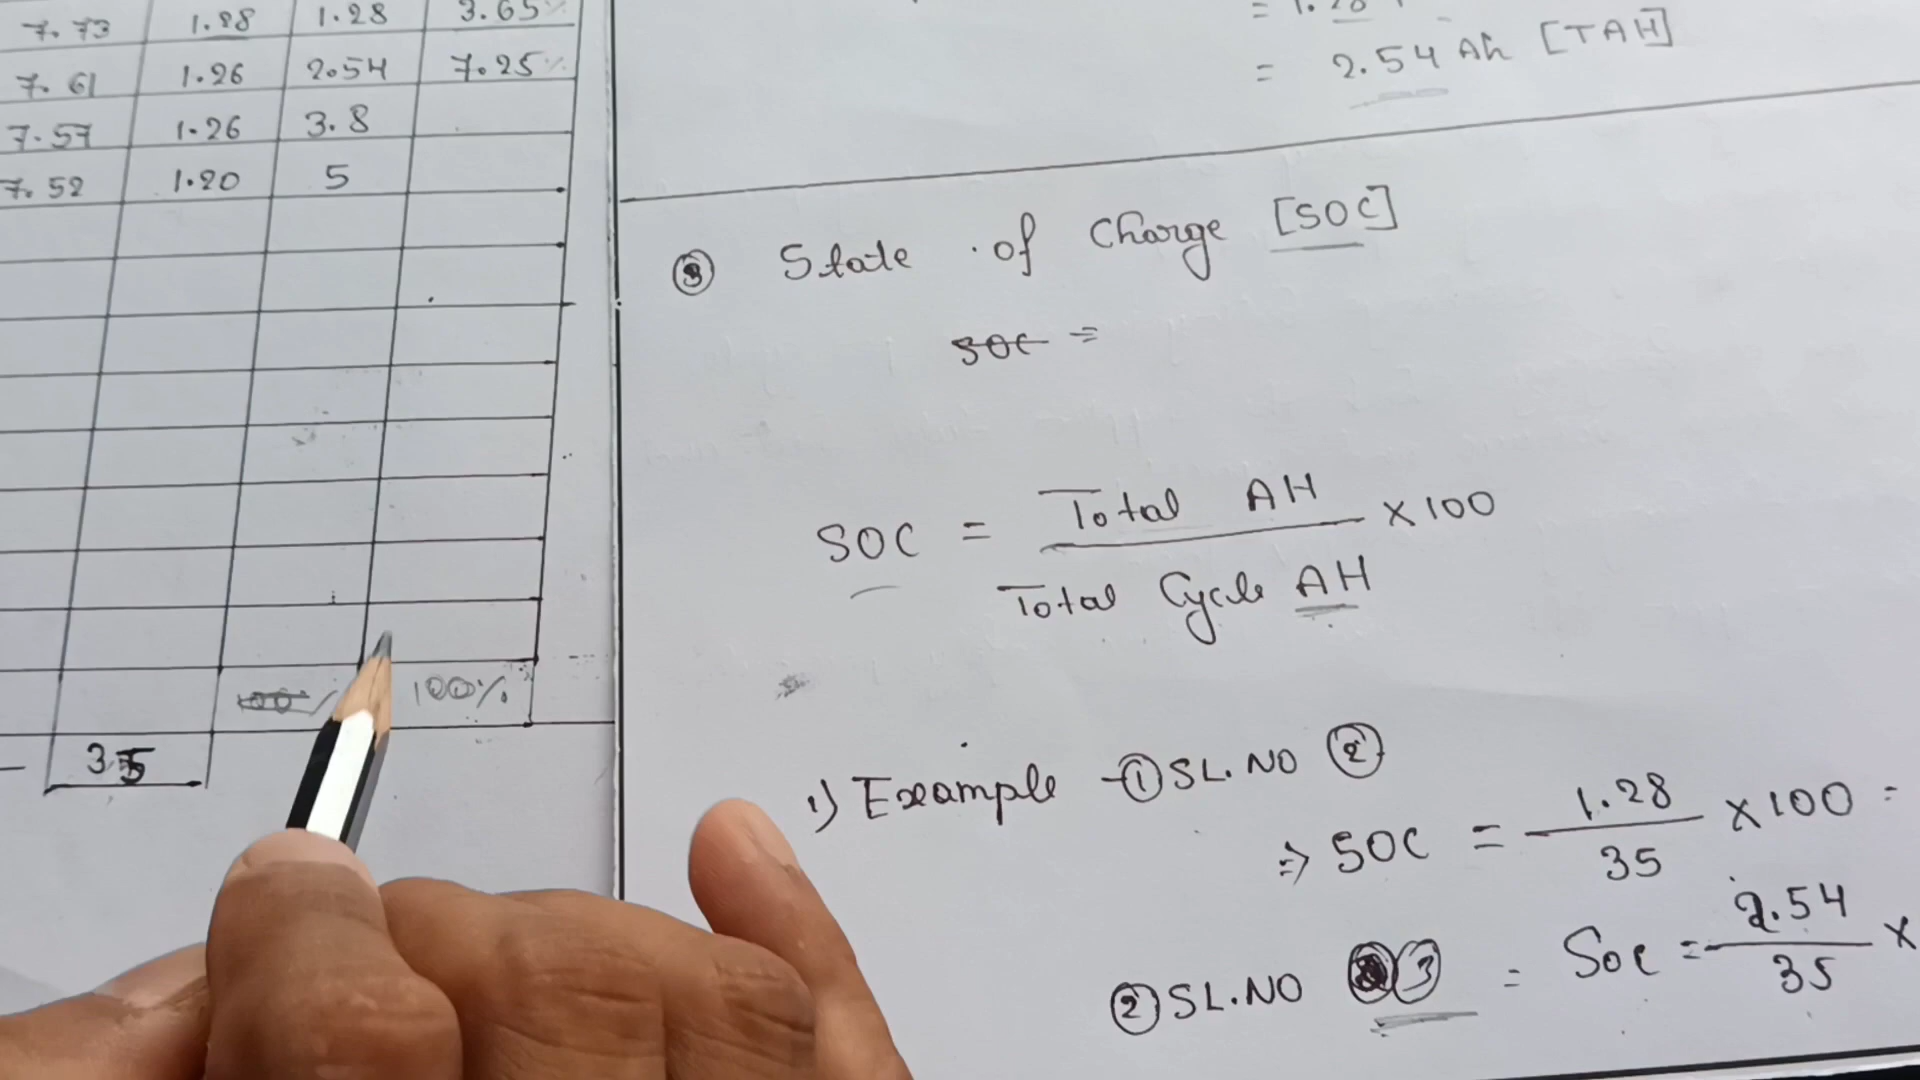 7.73 1.28 1.28 3.65%
7.61 1.26 2.54 7.25%
7.57 1.26 3.8
7.52 1.20 5
100%
35
= 1.28
= 2.54 Ah [TAH]
③ State of Charge [SOC]
SOC =
SOC = Total AH / Total Cycle AH × 100
1) Example - ① SL.NO ②
⇒ SOC = 1.28 / 35 × 100 =
② SL.NO ③ = SOC = 2.54 / 35 ×